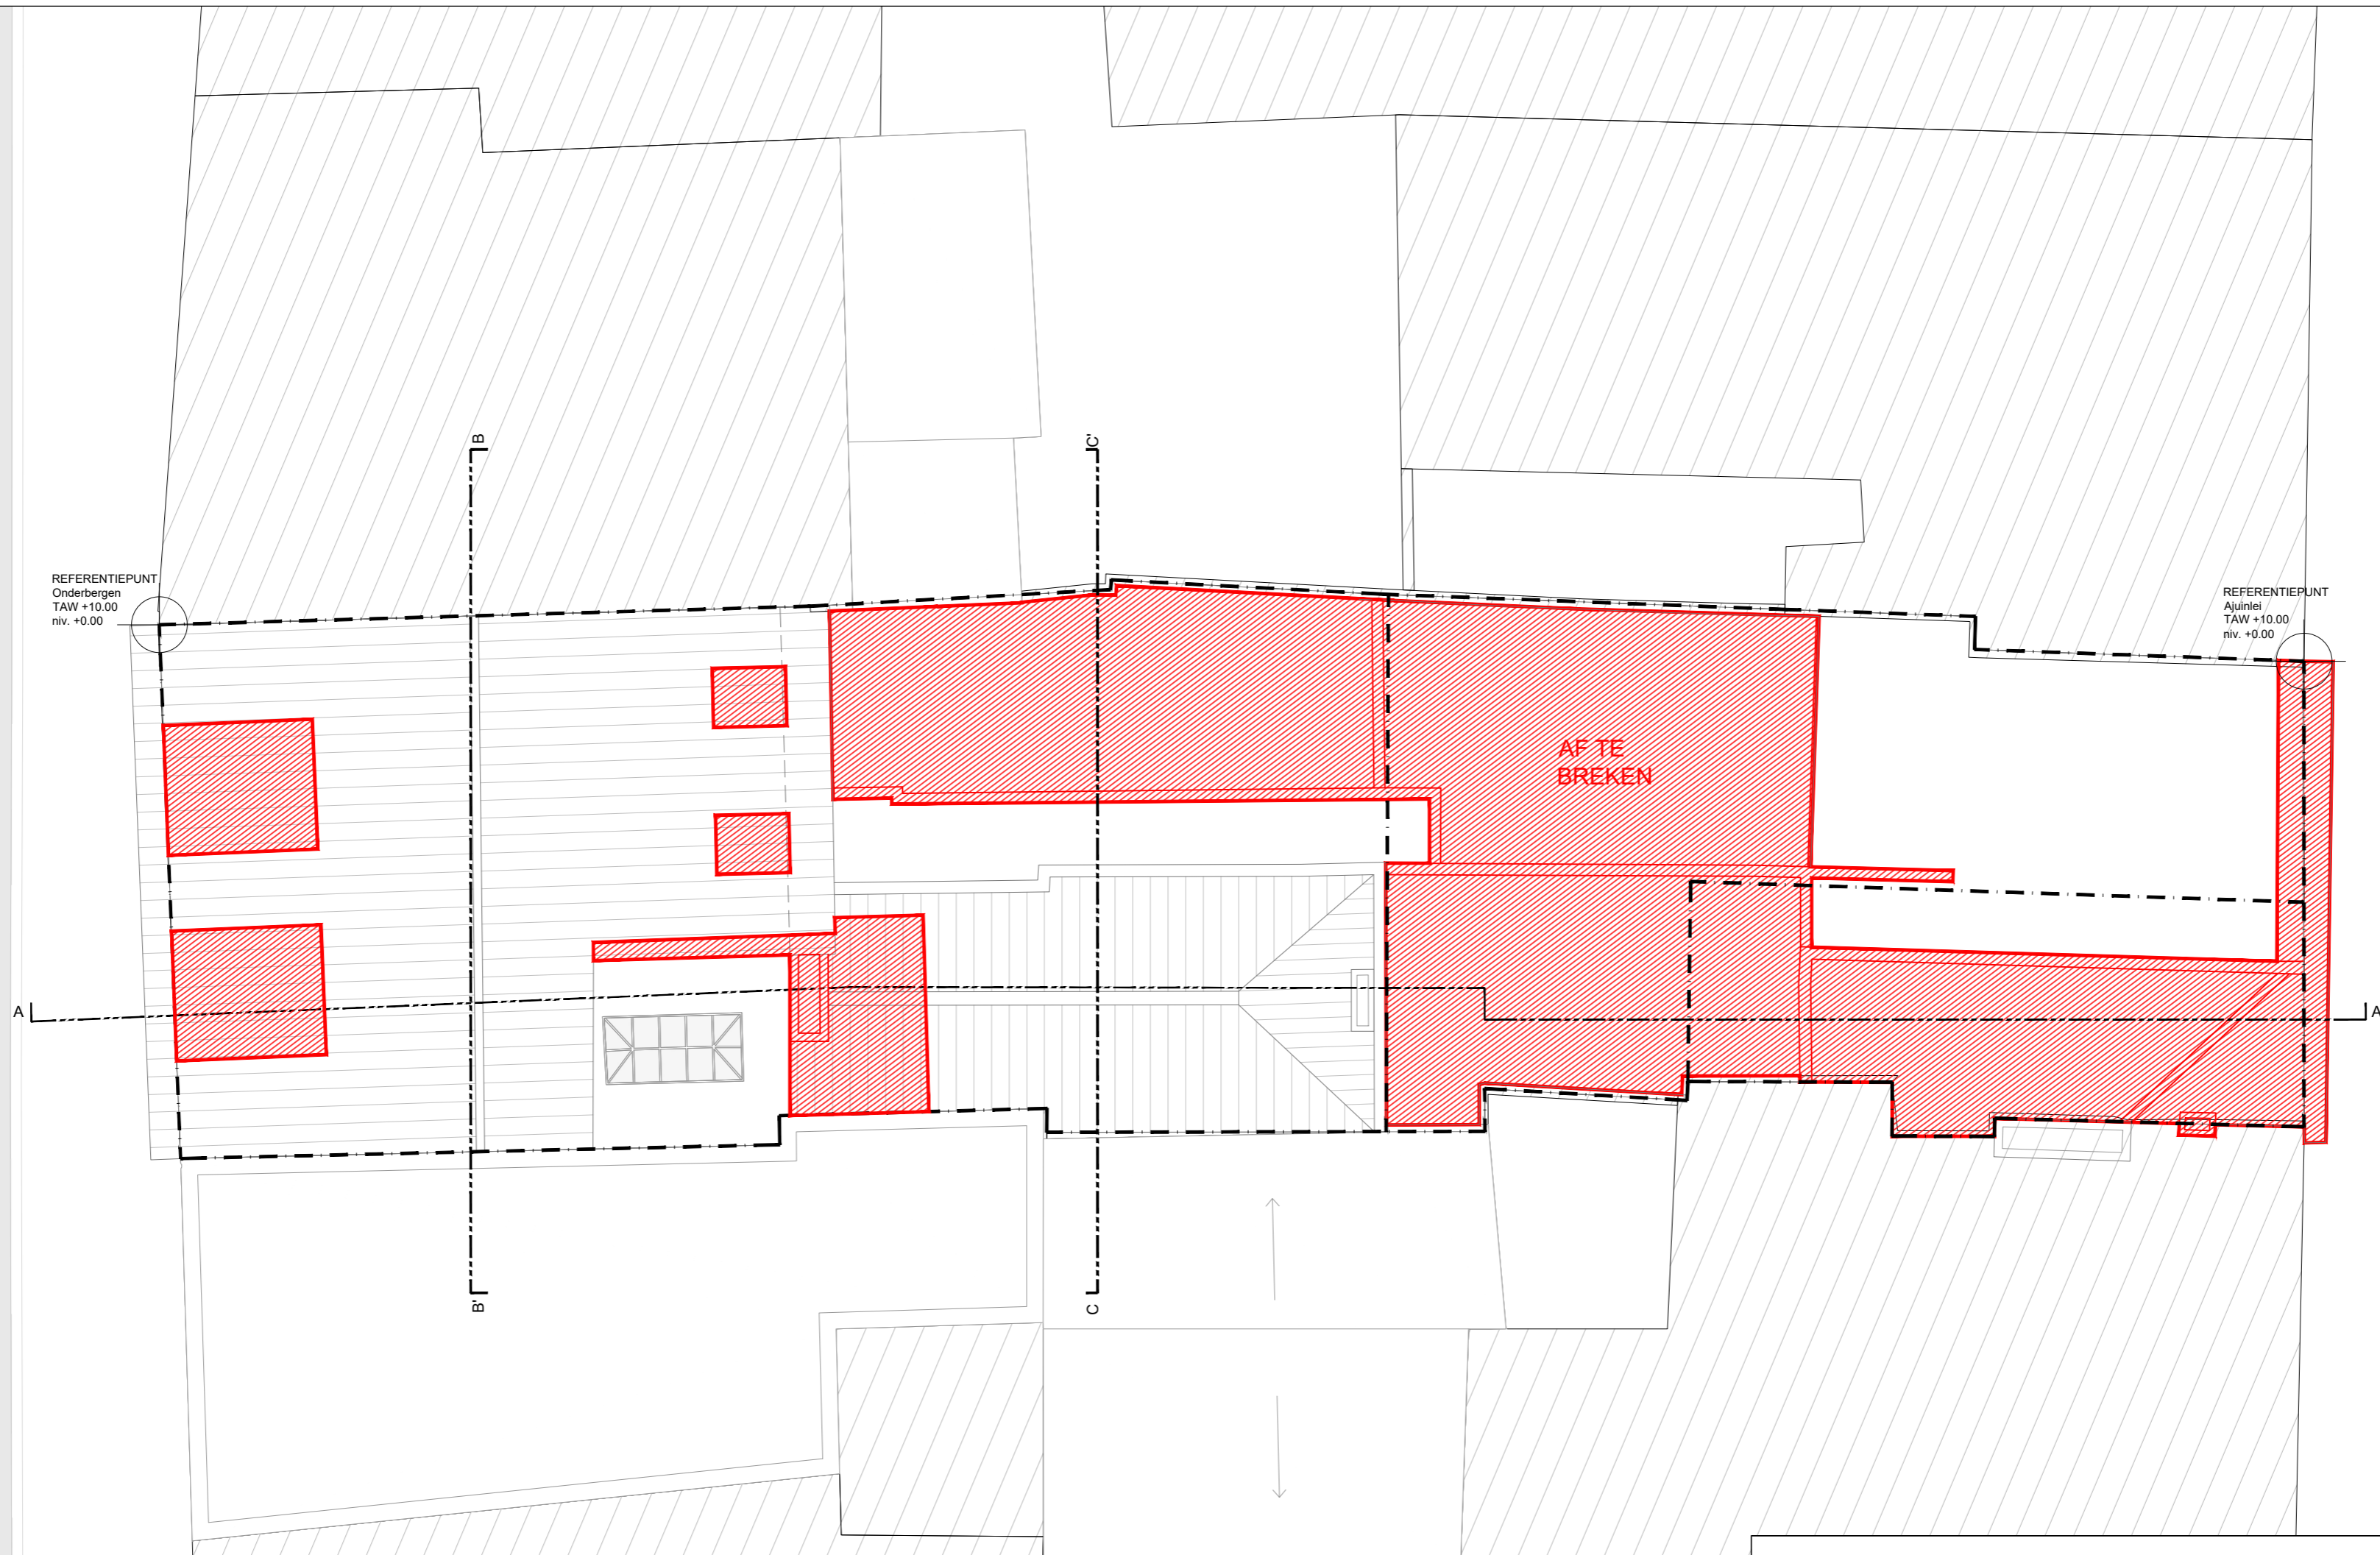 B
C'
REFERENTIEPUNT
Onderbergen
TAW +10.00
niv. +0.00
REFERENTIEPUNT
Ajuinlei
TAW +10.00
niv. +0.00
AF TE
BREKEN
A
A
B'
C